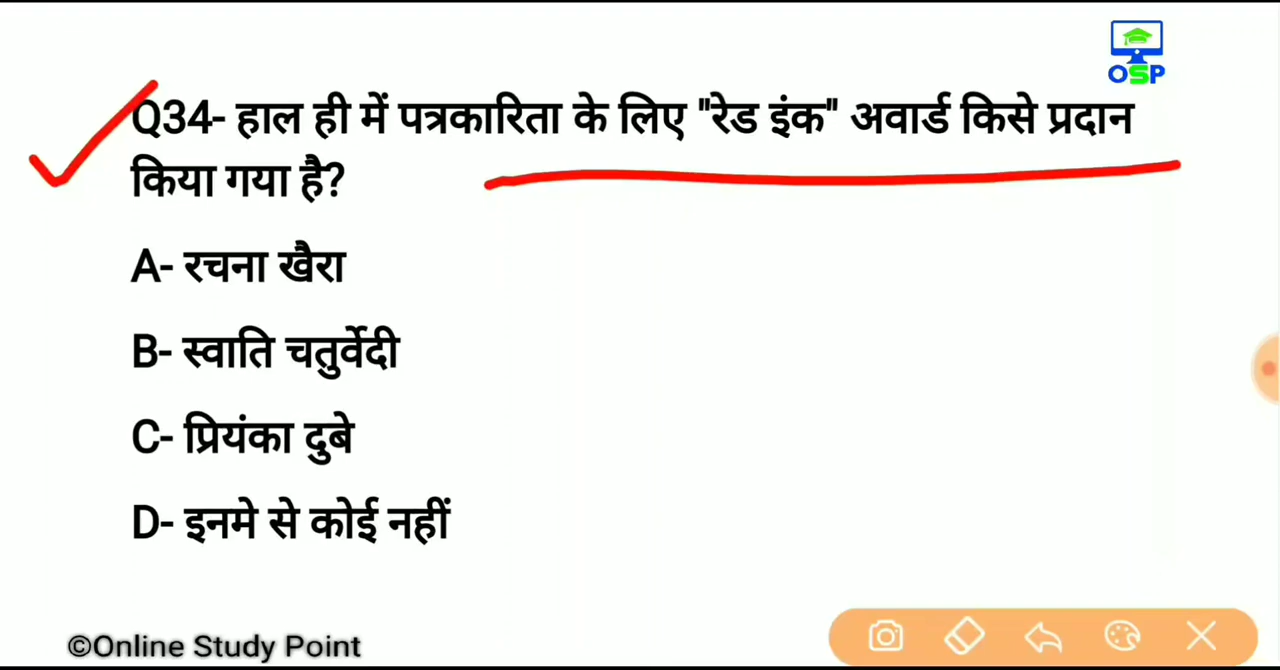 OSP
Q34- हाल ही में पत्रकारिता के लिए "रेड इंक" अवार्ड किसे प्रदान
किया गया है?
A- रचना खैरा
B- स्वाति चतुर्वेदी
C- प्रियंका दुबे
D- इनमे से कोई नहीं
©Online Study Point